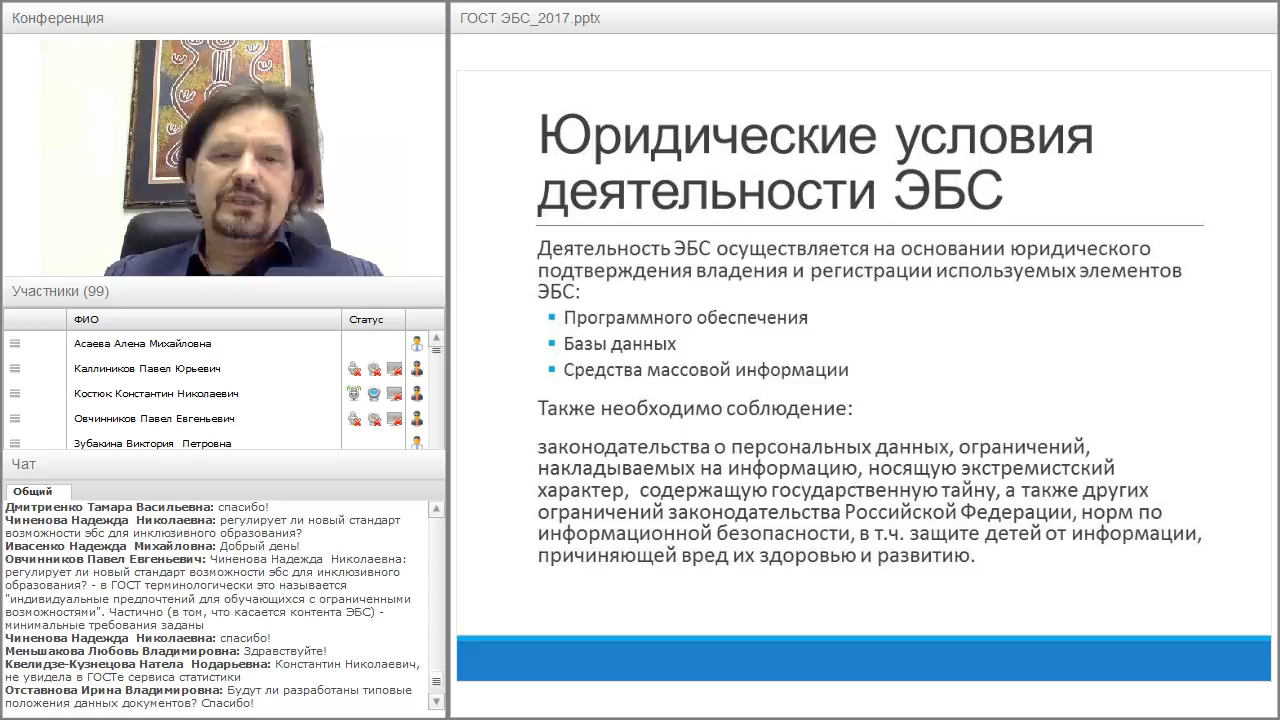 Конференция
Участники (99)
ФИО
Статус
Асаева Алена Михайловна
Каллиников Павел Юрьевич
Костюк Константин Николаевич
Овчинников Павел Евгеньевич
Зубакина Виктория Петровна
Чат
Общий
Дмитриенко Тамара Васильевна: спасибо!
Чиненова Надежда Николаевна: регулирует ли новый стандарт
возможности эбс для инклюзивного образования?
Ивасенко Надежда Михайловна: Добрый день!
Овчинников Павел Евгеньевич: Чиненова Надежда Николаевна:
регулирует ли новый стандарт возможности эбс для инклюзивного
образования? - в ГОСТ терминологически это называется
"индивидуальные предпочтений для обучающихся с ограниченными
возможностями". Частично (в том, что касается контента ЭБС) -
минимальные требования заданы
Чиненова Надежда Николаевна: спасибо!
Меньшакова Любовь Владимировна: Здравствуйте!
Квелидзе-Кузнецова Натела Нодарьевна: Константин Николаевич,
не увидела в ГОСТе сервиса статистики
Отставнова Ирина Владимировна: Будут ли разработаны типовые
положения данных документов? Спасибо!
ГОСТ ЭБС_2017.pptx
Юридические условия
деятельности ЭБС
Деятельность ЭБС осуществляется на основании юридического
подтверждения владения и регистрации используемых элементов
ЭБС:
Программного обеспечения
Базы данных
Средства массовой информации
Также необходимо соблюдение:
законодательства о персональных данных, ограничений,
накладываемых на информацию, носящую экстремистский
характер, содержащую государственную тайну, а также других
ограничений законодательства Российской Федерации, норм по
информационной безопасности, в т.ч. защите детей от информации,
причиняющей вред их здоровью и развитию.